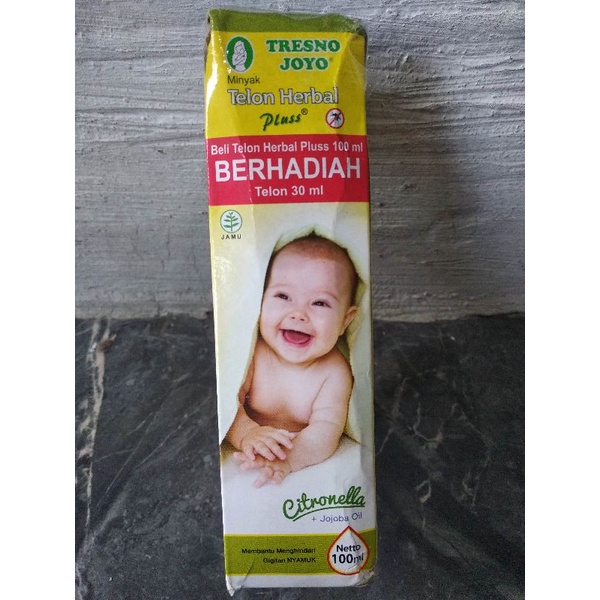 TRESNO
JOYO®
Minyak
Telon Herbal
Pluss®
Beli Telon Herbal Pluss 100 ml
BERHADIAH
Telon 30 ml
JAMU
Citronella
+ Jojoba Oil
Membantu Menghindari
Gigitan NYAMUK
Netto
100ml